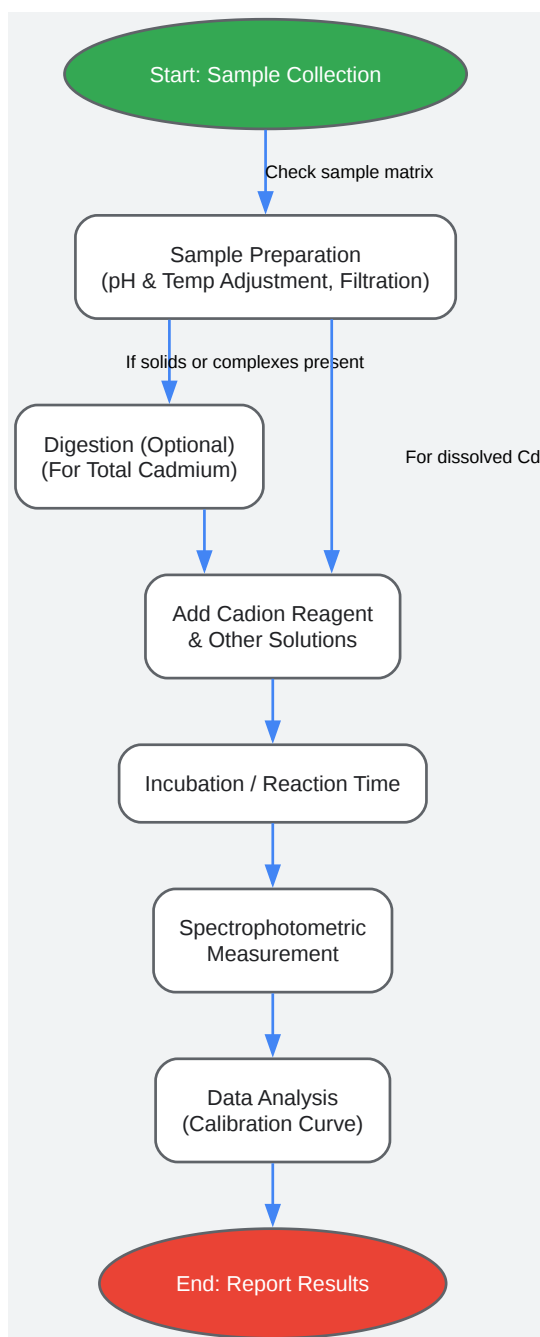 Start: Sample Collection
Check sample matrix
Sample Preparation
(pH & Temp Adjustment, Filtration)
If solids or complexes present
Digestion (Optional)
(For Total Cadmium)
For dissolved Cd
Add Cadion Reagent
& Other Solutions
Incubation / Reaction Time
Spectrophotometric
Measurement
Data Analysis
(Calibration Curve)
End: Report Results